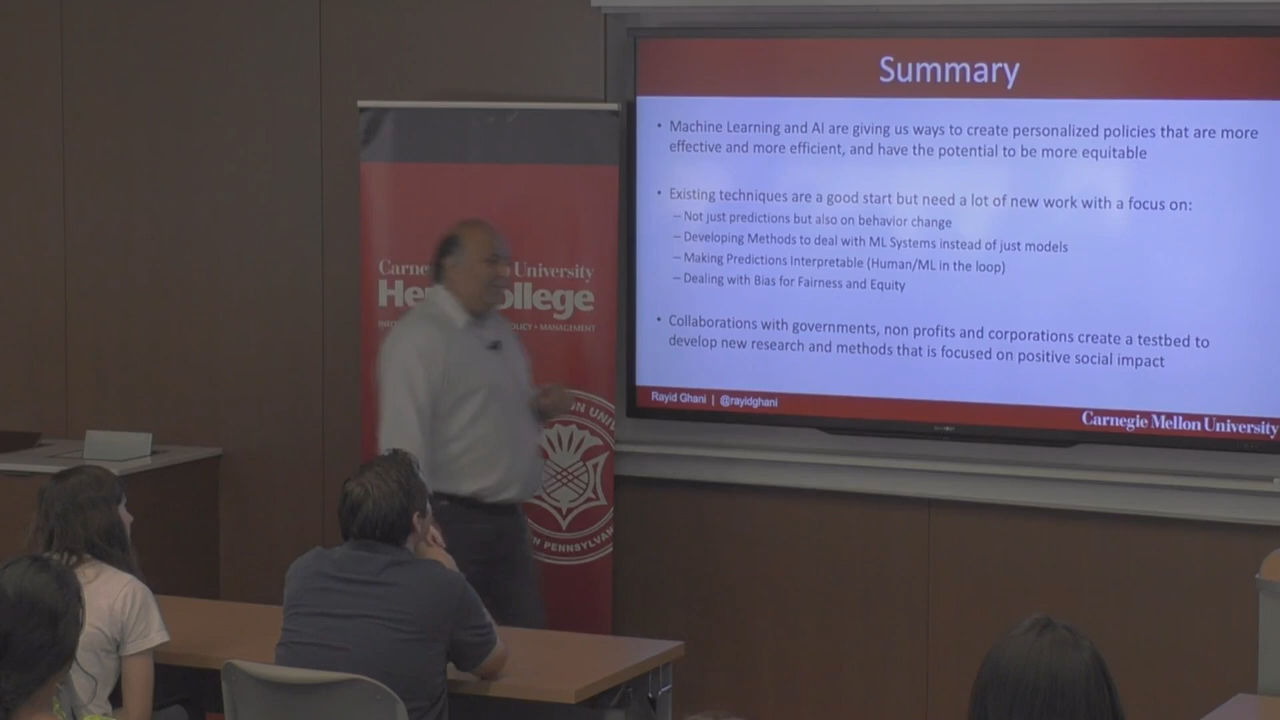 Summary
• Machine Learning and AI are giving us ways to create personalized policies that are more
effective and more efficient, and have the potential to be more equitable
• Existing techniques are a good start but need a lot of new work with a focus on:
– Not just predictions but also on behavior change
– Developing Methods to deal with ML Systems instead of just models
– Making Predictions Interpretable (Human/ML in the loop)
– Dealing with Bias for Fairness and Equity
• Collaborations with governments, non profits and corporations create a testbed to
develop new research and methods that is focused on positive social impact
Rayid Ghani | @rayidghani
Carnegie Mellon University
Carne University
He ollege
POLICY • MANAGEMENT
ON UNIV
N PENNSYLVAN